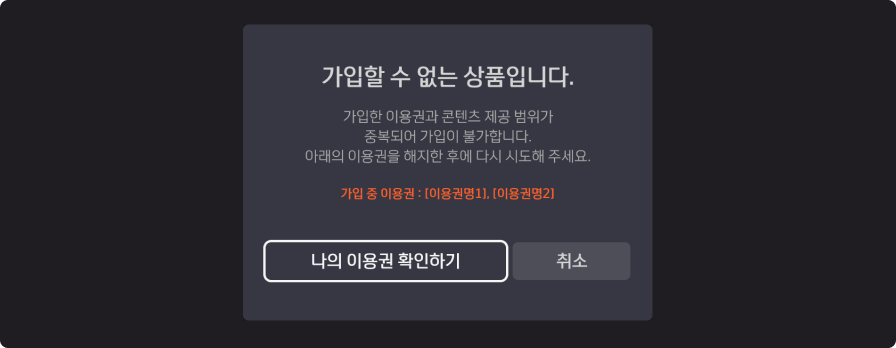 가입할 수 없는 상품입니다.
가입한 이용권과 콘텐츠 제공 범위가
중복되어 가입이 불가합니다.
아래의 이용권을 해지한 후에 다시 시도해 주세요.
가입 중 이용권 : [이용권명1], [이용권명2]
나의 이용권 확인하기
취소